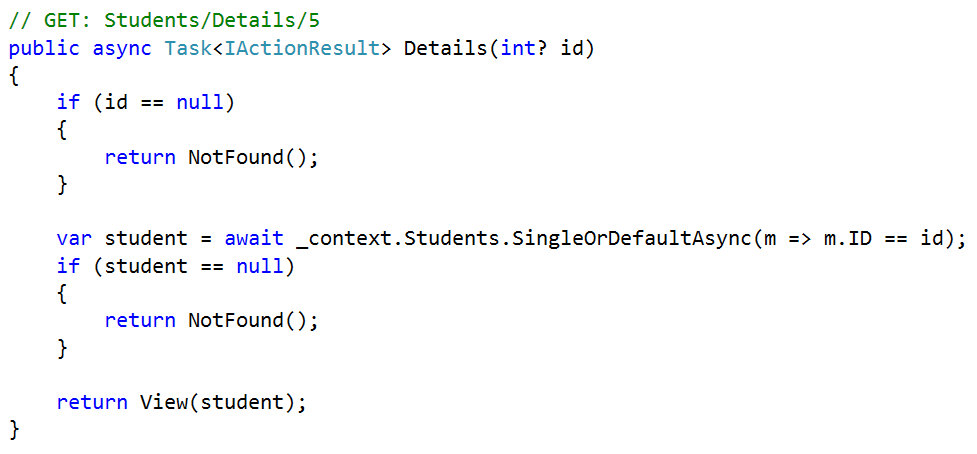 // GET: Students/Details/5
public async Task<IActionResult> Details(int? id)
{
    if (id == null)
    {
        return NotFound();
    }

    var student = await _context.Students.SingleOrDefaultAsync(m => m.ID == id);
    if (student == null)
    {
        return NotFound();
    }

    return View(student);
}